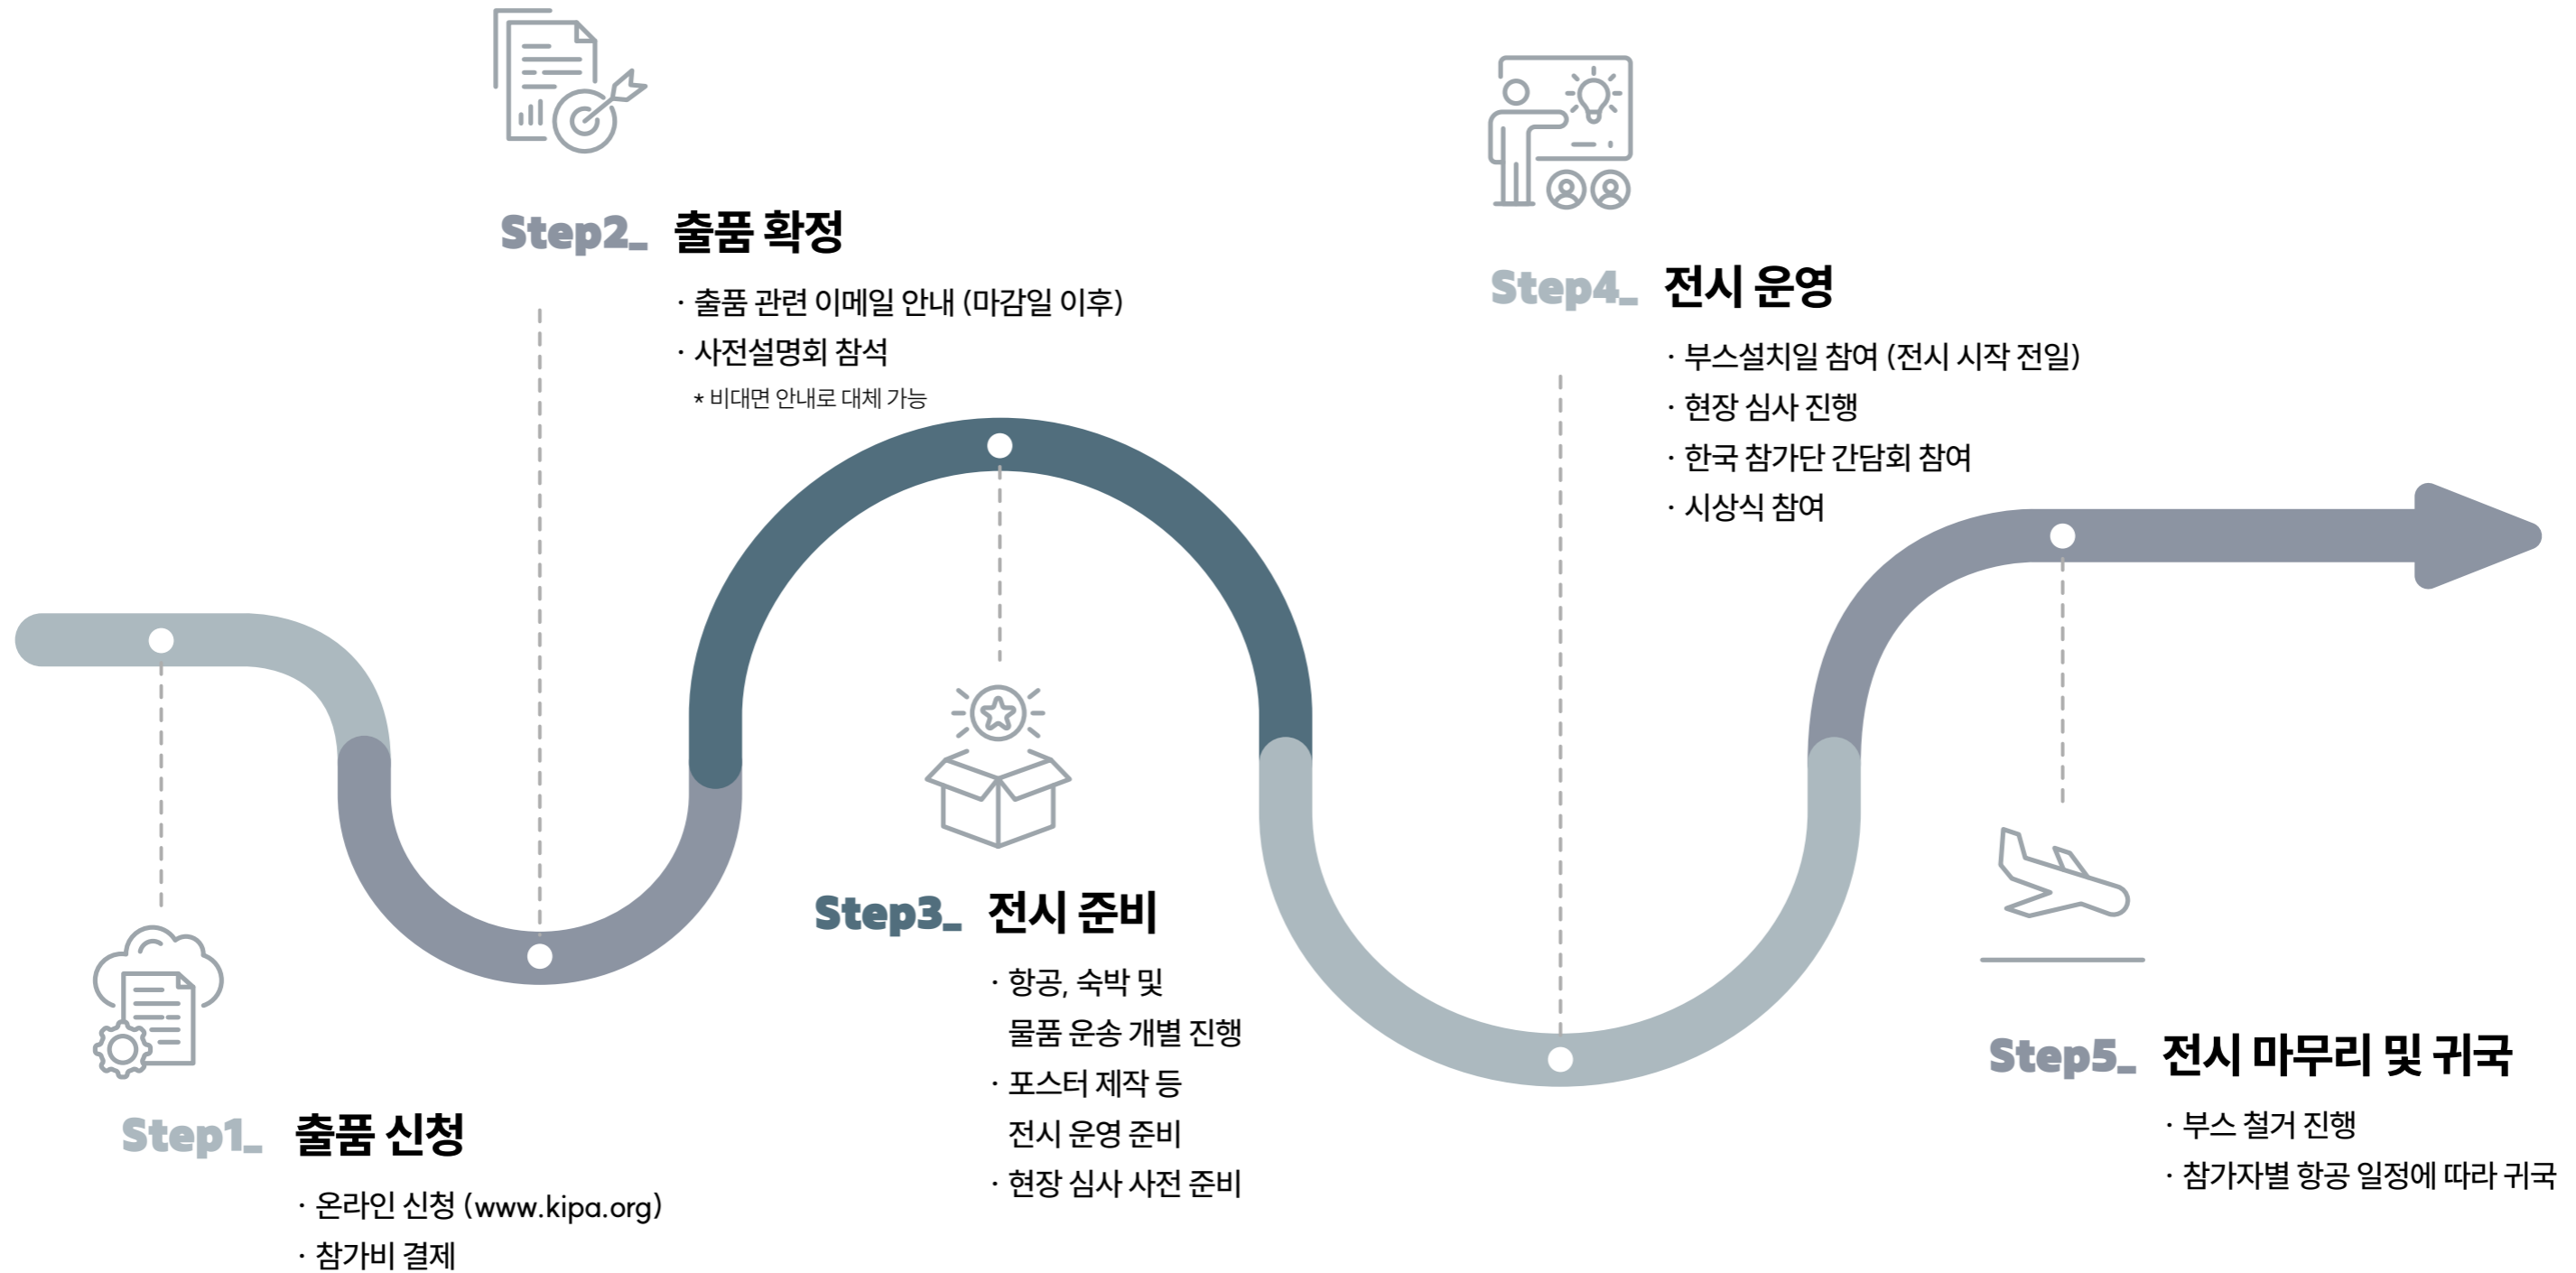 Step1_ 출품 신청
· 온라인 신청 (www.kipa.org)
· 참가비 결제
Step2_ 출품 확정
· 출품 관련 이메일 안내 (마감일 이후)
· 사전설명회 참석
* 비대면 안내로 대체 가능
Step3_ 전시 준비
· 항공, 숙박 및
물품 운송 개별 진행
· 포스터 제작 등
전시 운영 준비
· 현장 심사 사전 준비
Step4_ 전시 운영
· 부스설치일 참여 (전시 시작 전일)
· 현장 심사 진행
· 한국 참가단 간담회 참여
· 시상식 참여
Step5_ 전시 마무리 및 귀국
· 부스 철거 진행
· 참가자별 항공 일정에 따라 귀국